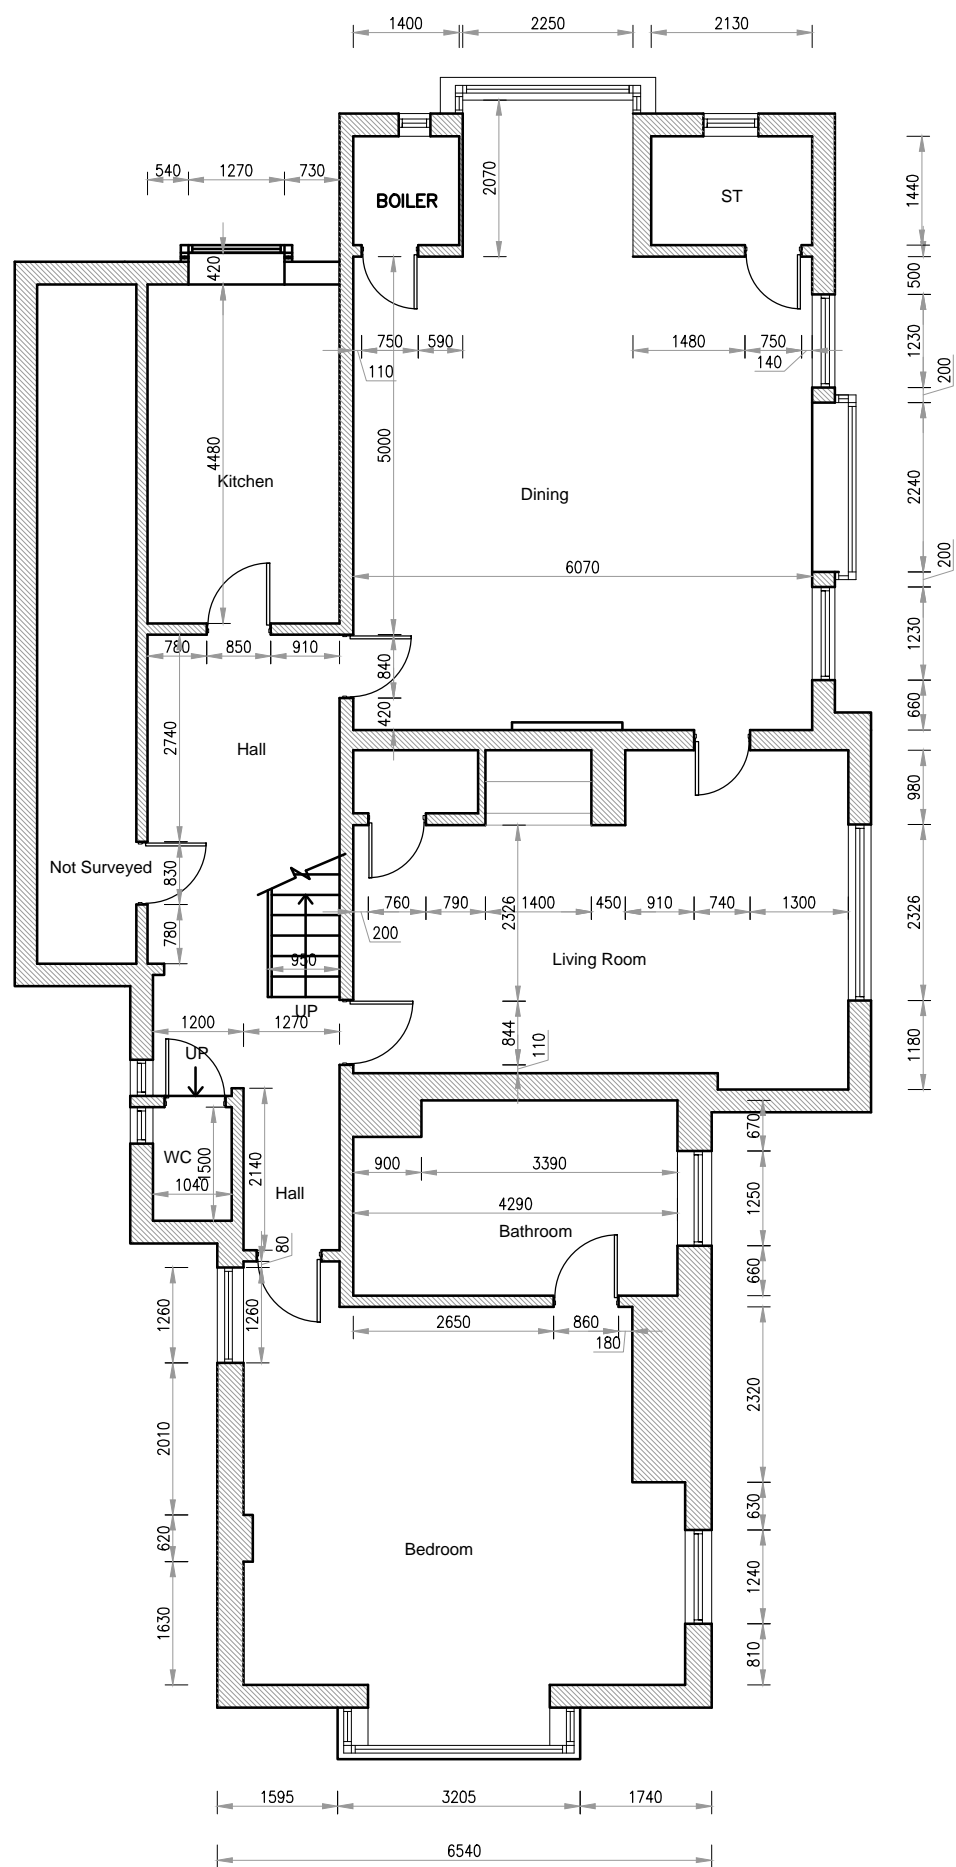 1400 2250 2130
540 1270 730
2070
1440
BOILER
ST
420
500
750 590
1480 750
110
140
1230
200
4480
5000
Kitchen
Dining
2240
6070
200
1230
780 850 910
840
420
660
2740
Hall
980
Not Surveyed
830
780
760 790 1400 450 910 740 1300
200
2326
2326
950
Living Room
UP
1200 1270
844
110
1180
UP
670
WC
1500
1040
2140
Hall
900 3390
4290
Bathroom
1250
80
660
1260
1260
2650 860
180
2320
2010
630
620
Bedroom
1240
1630
810
1595 3205 1740
6540